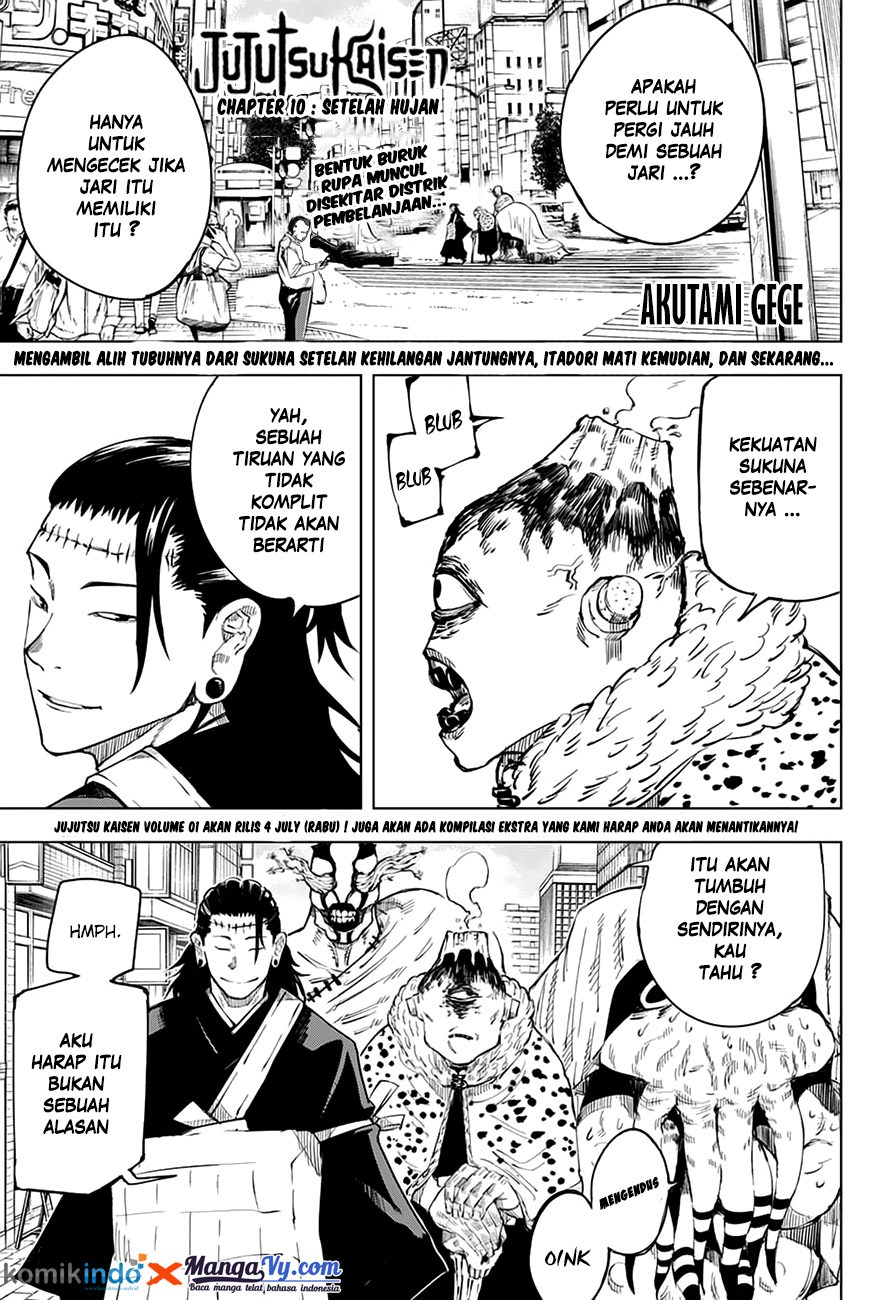 JUJUTSU KAISEN
CHAPTER 10 : SETELAH HUJAN
APAKAH
PERLU UNTUK
PERGI JAUH
DEMI SEBUAH
JARI ...?
BENTUK BURUK
RUPA MUNCUL
DISEKITAR DISTRIK
PEMBELANJAAN...
HANYA
UNTUK
MENGECEK JIKA
JARI ITU
MEMILIKI
ITU ?
Free
AKUTAMI GEGE
MENGAMBIL ALIH TUBUHNYA DARI SUKUNA SETELAH KEHILANGAN JANTUNGNYA, ITADORI MATI KEMUDIAN, DAN SEKARANG...
KEKUATAN
SUKUNA
SEBENAR-
NYA ...
BLUB
BLUB
YAH,
SEBUAH
TIRUAN YANG
TIDAK
KOMPLIT
TIDAK AKAN
BERARTI
JUJUTSU KAISEN VOLUME 01 AKAN RILIS 4 JULY (RABU) ! JUGA AKAN ADA KOMPILASI EKSTRA YANG KAMI HARAP ANDA AKAN MENANTIKANNYA!
ITU AKAN
TUMBUH
DENGAN
SENDIRINYA,
KAU
TAHU ?
HMPH.
AKU
HARAP ITU
BUKAN
SEBUAH
ALASAN
MENGENDUS
OINK
komikindo X MangaVy.com
Baca manga telat bahasa indonesia